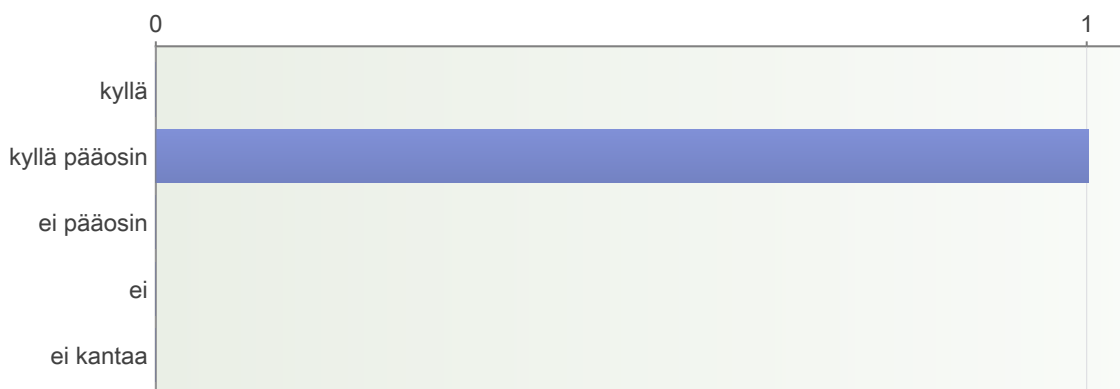 0 1
kyllä
kyllä pääosin
ei pääosin
ei
ei kantaa